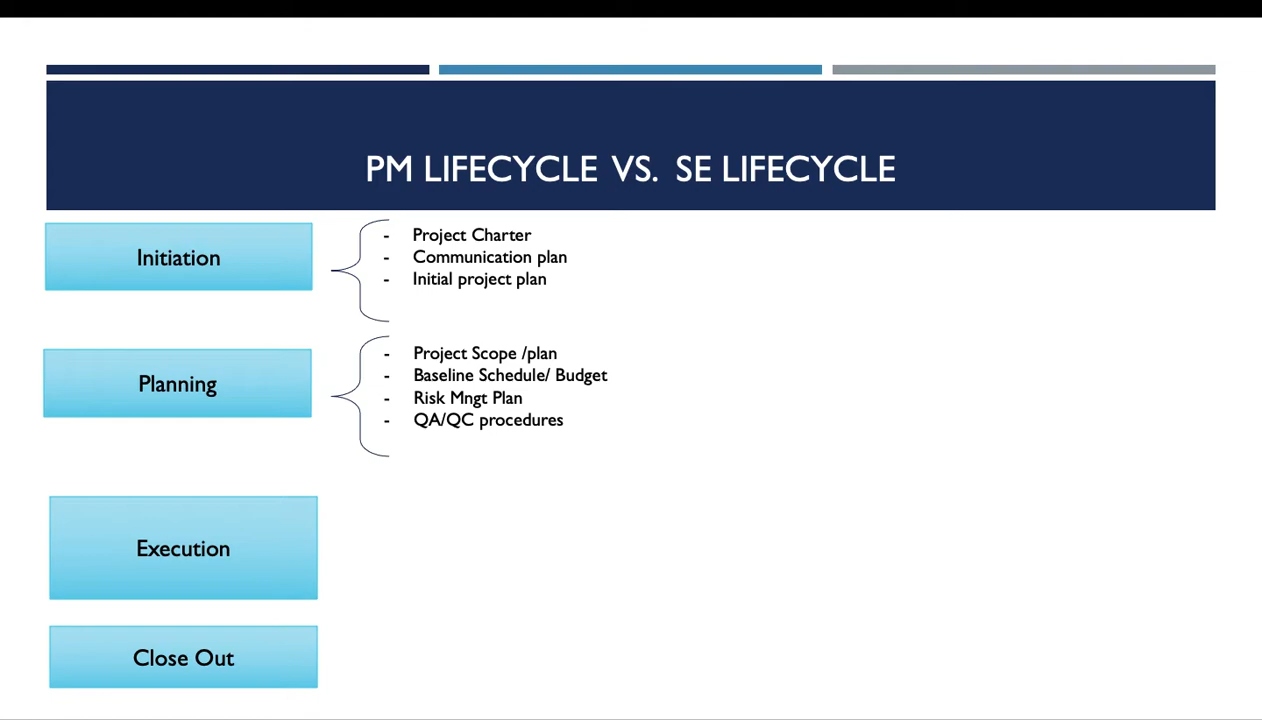 PM LIFECYCLE VS. SE LIFECYCLE
Initiation
- Project Charter
- Communication plan
- Initial project plan
Planning
- Project Scope /plan
- Baseline Schedule/ Budget
- Risk Mngt Plan
- QA/QC procedures
Execution
Close Out